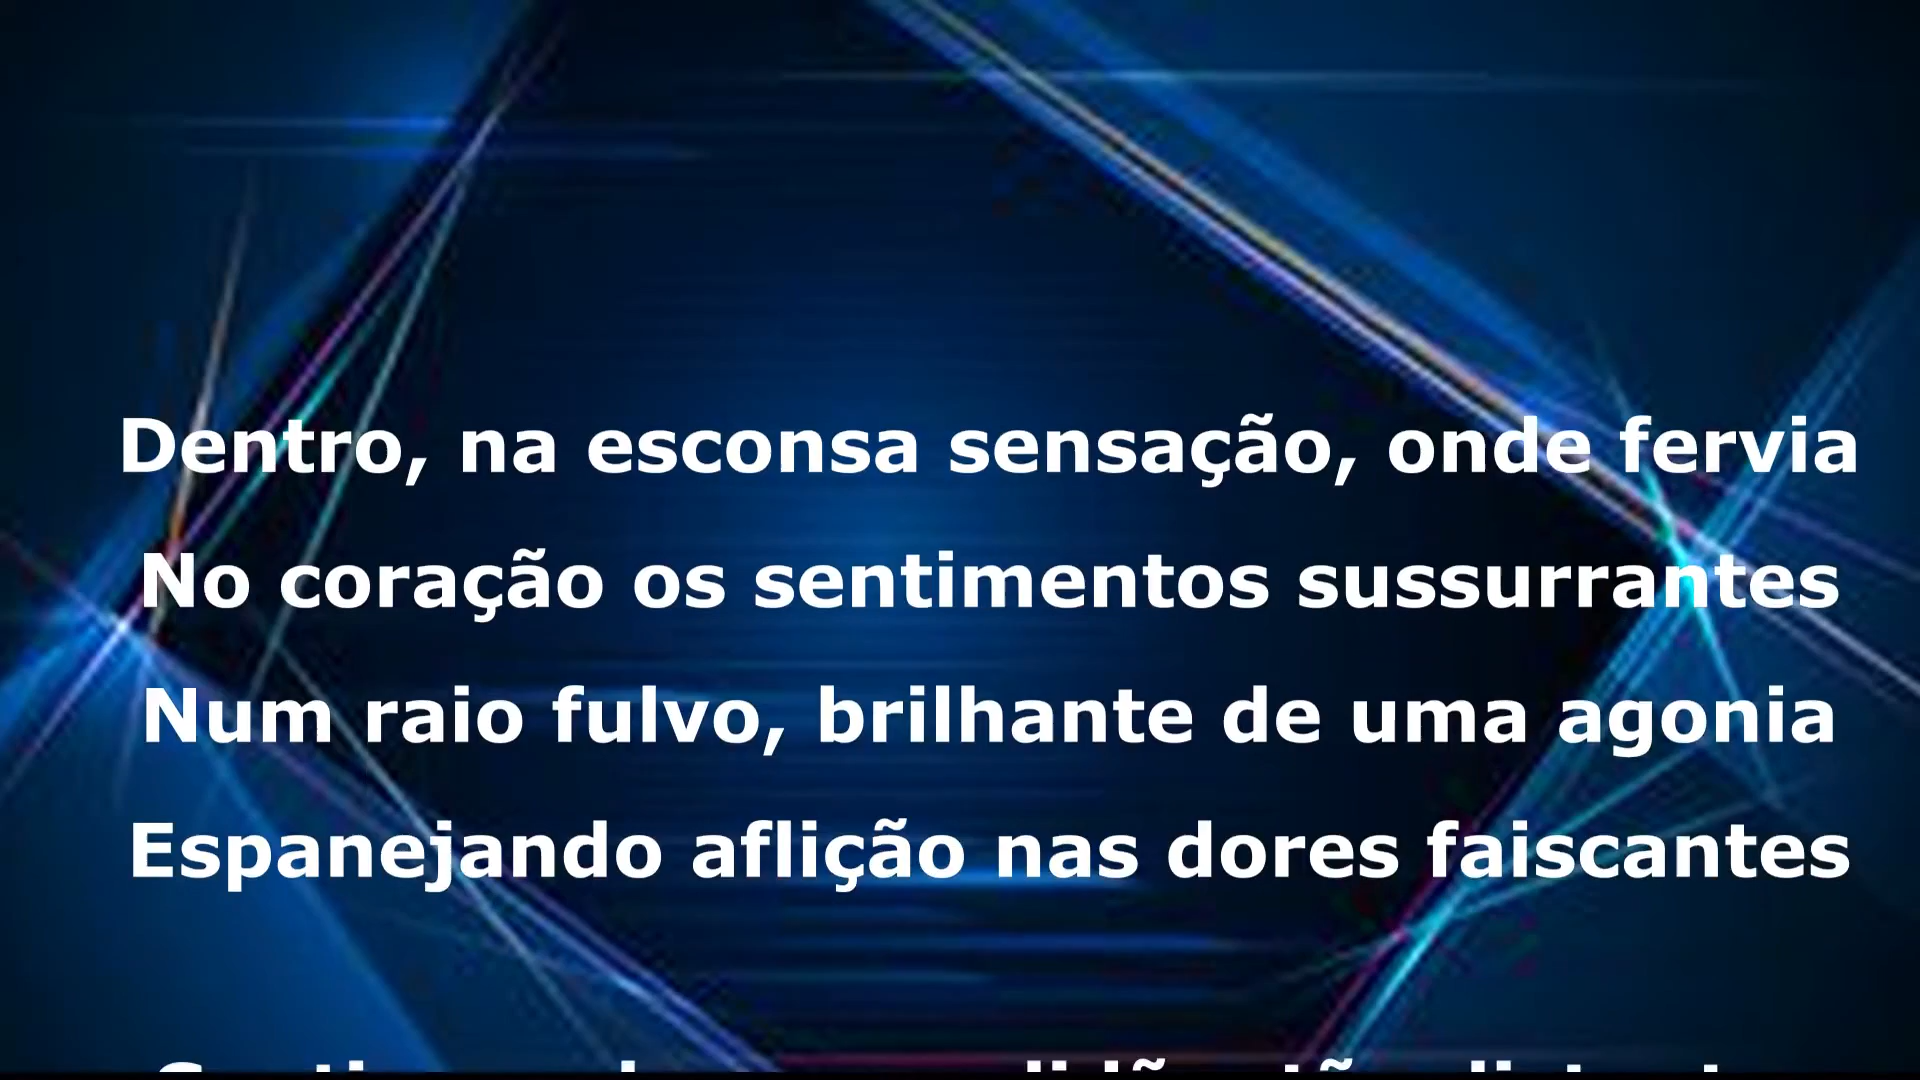 Dentro, na esconsa sensação, onde fervia
No coração os sentimentos sussurrantes
Num raio fulvo, brilhante de uma agonia
Espanejando aflição nas dores faiscantes